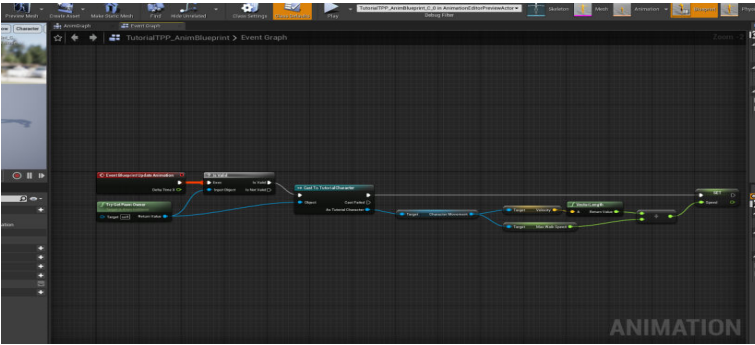 Preview Mesh
Create Asset
Make Static Mesh
Find
Hide Unrelated
Class Settings
Play
TutorialTPP_AnimBlueprint_C_0 in AnimationEditorPreviewActor
Debug Filter
Skeleton
Mesh
Animation
Blueprint
Character
AnimGraph
Event Graph
TutorialTPP_AnimBlueprint > Event Graph
Zoom
Event Blueprint Update Animation
Delta Time X
Is Valid
Exec
Is Valid
Input Object
Is Not Valid
Try Get Pawn Owner
Target self
Return Value
Cast To TutorialCharacter
Object
Cast Failed
As Tutorial Character
Target
Character Movement
Target
Velocity
VectorLength
A
Return Value
Target
Max Walk Speed
SET
Speed
ANIMATION